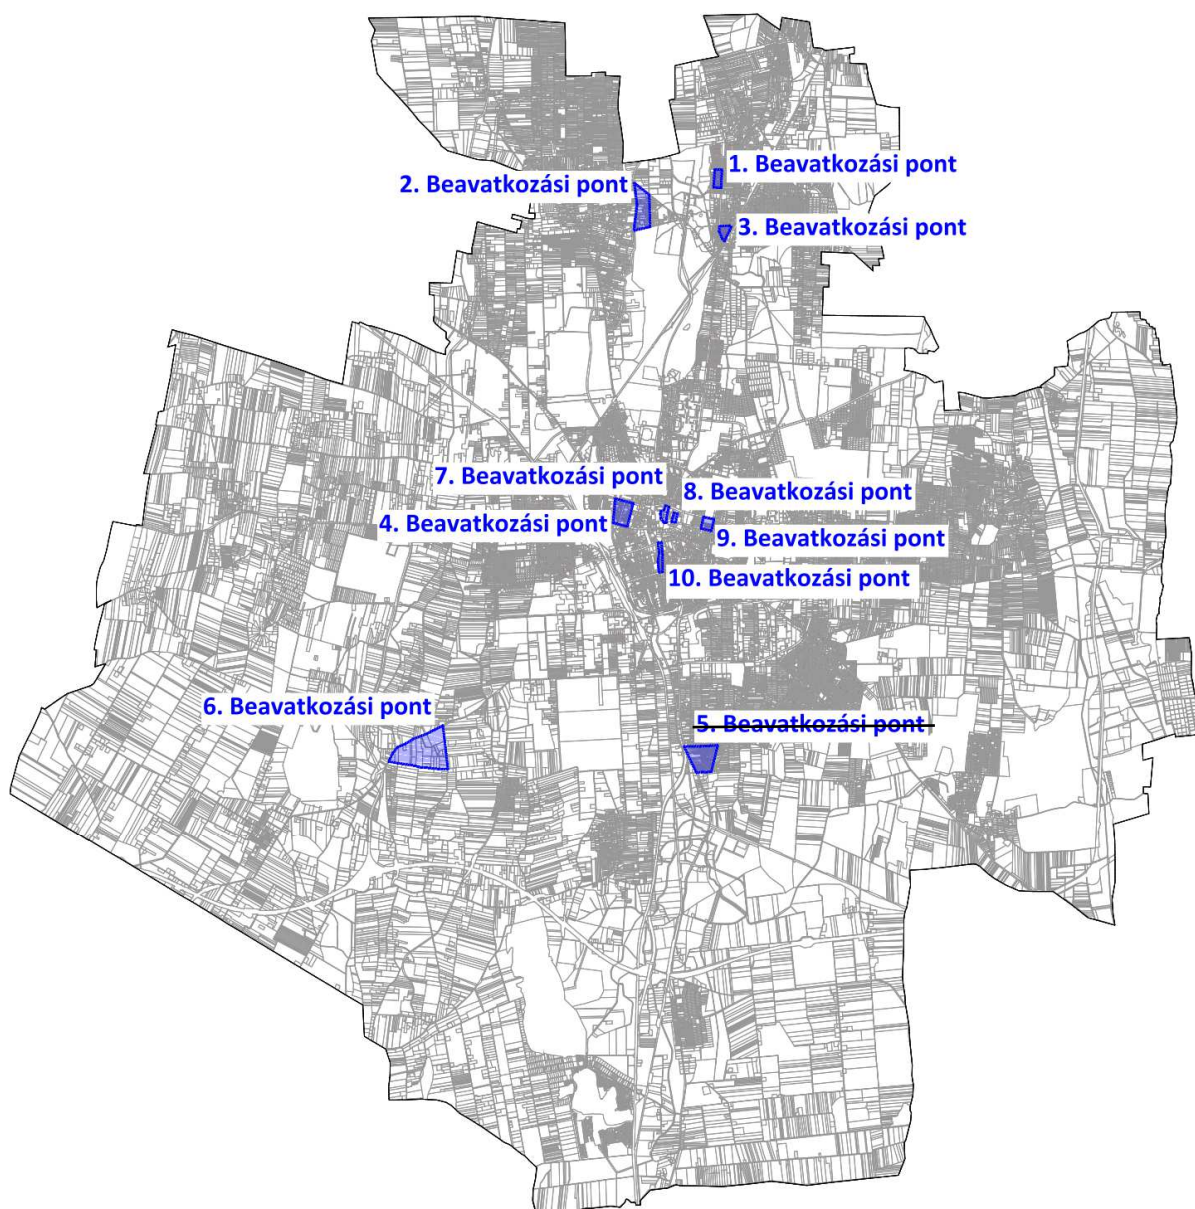 1. Beavatkozási pont
2. Beavatkozási pont
3. Beavatkozási pont
7. Beavatkozási pont
8. Beavatkozási pont
4. Beavatkozási pont
9. Beavatkozási pont
10. Beavatkozási pont
6. Beavatkozási pont
5. Beavatkozási pont